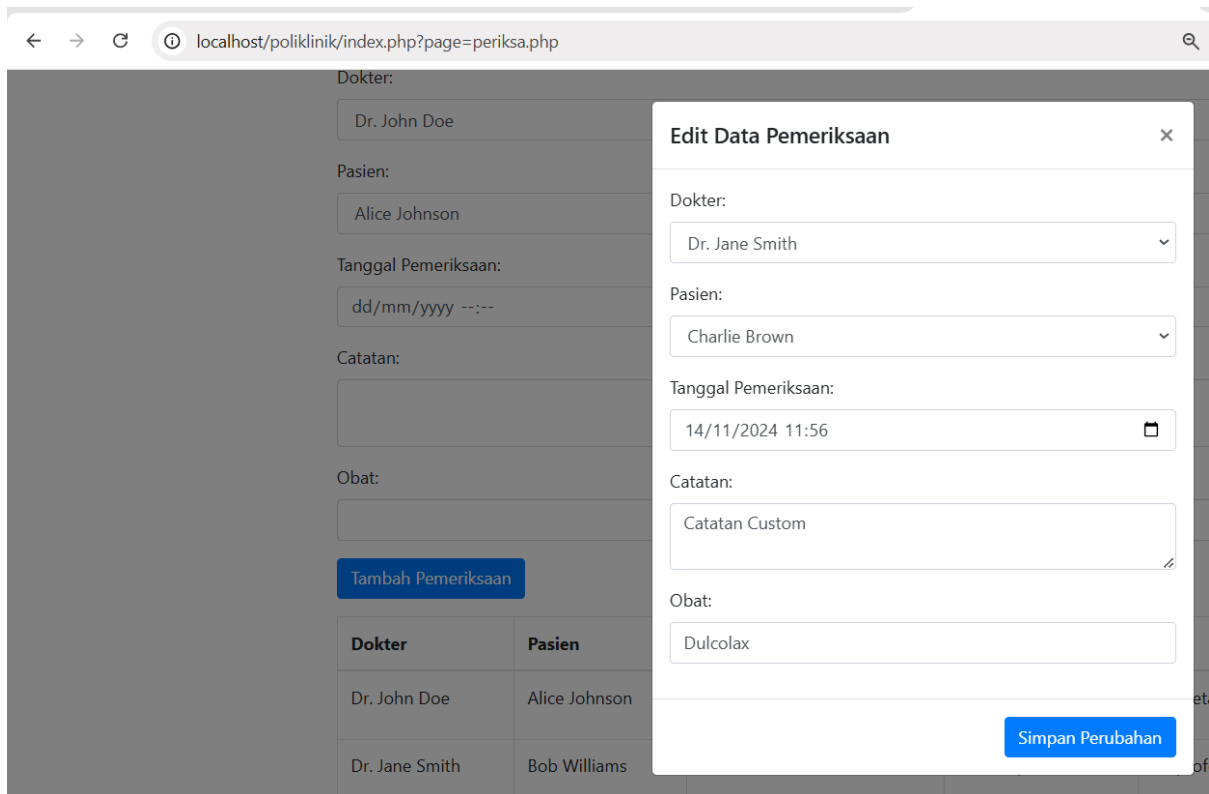 localhost/poliklinik/index.php?page=periksa.php
Dokter:
Dr. John Doe
Pasien:
Alice Johnson
Tanggal Pemeriksaan:
dd/mm/yyyy --:--
Catatan:
Obat:
Tambah Pemeriksaan
Dokter Pasien
Dr. John Doe Alice Johnson
Dr. Jane Smith Bob Williams
Edit Data Pemeriksaan ×
Dokter:
Dr. Jane Smith
Pasien:
Charlie Brown
Tanggal Pemeriksaan:
14/11/2024 11:56
Catatan:
Catatan Custom
Obat:
Dulcolax
Simpan Perubahan